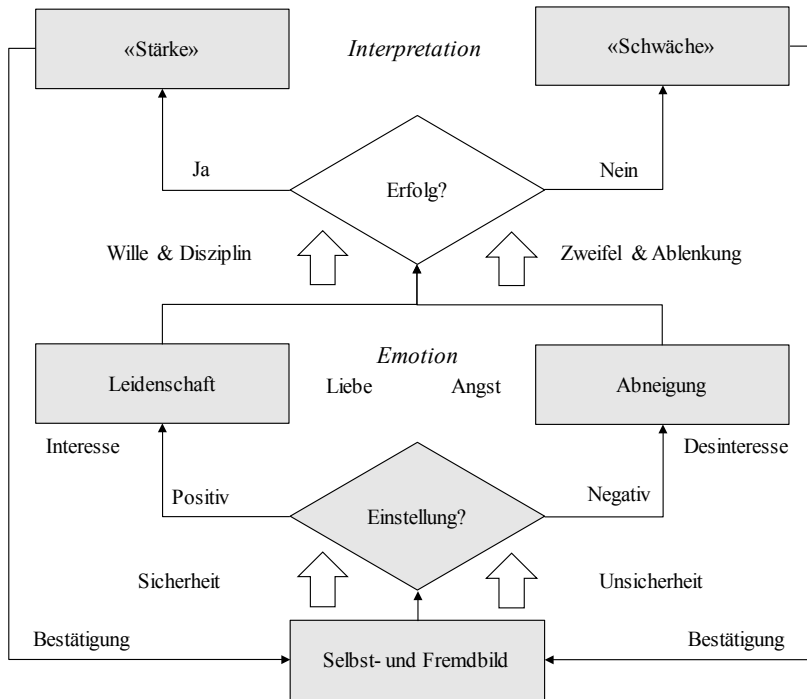 «Stärke»
Interpretation
«Schwäche»
Ja
Nein
Erfolg?
Wille & Disziplin
Zweifel & Ablenkung
Emotion
Leidenschaft
Liebe
Angst
Abneigung
Interesse
Desinteresse
Positiv
Negativ
Einstellung?
Sicherheit
Unsicherheit
Bestätigung
Selbst- und Fremdbild
Bestätigung